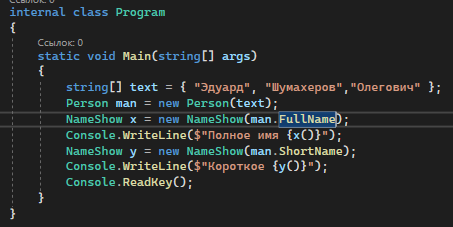 Ссылок: 0
internal class Program
{
Ссылок: 0
static void Main(string[] args)
{
string[] text = { "Эдуард", "Шумахеров","Олегович" };
Person man = new Person(text);
NameShow x = new NameShow(man.FullName);
Console.WriteLine($"Полное имя {x()}");
NameShow y = new NameShow(man.ShortName);
Console.WriteLine($"Короткое {y()}");
Console.ReadKey();
}
}